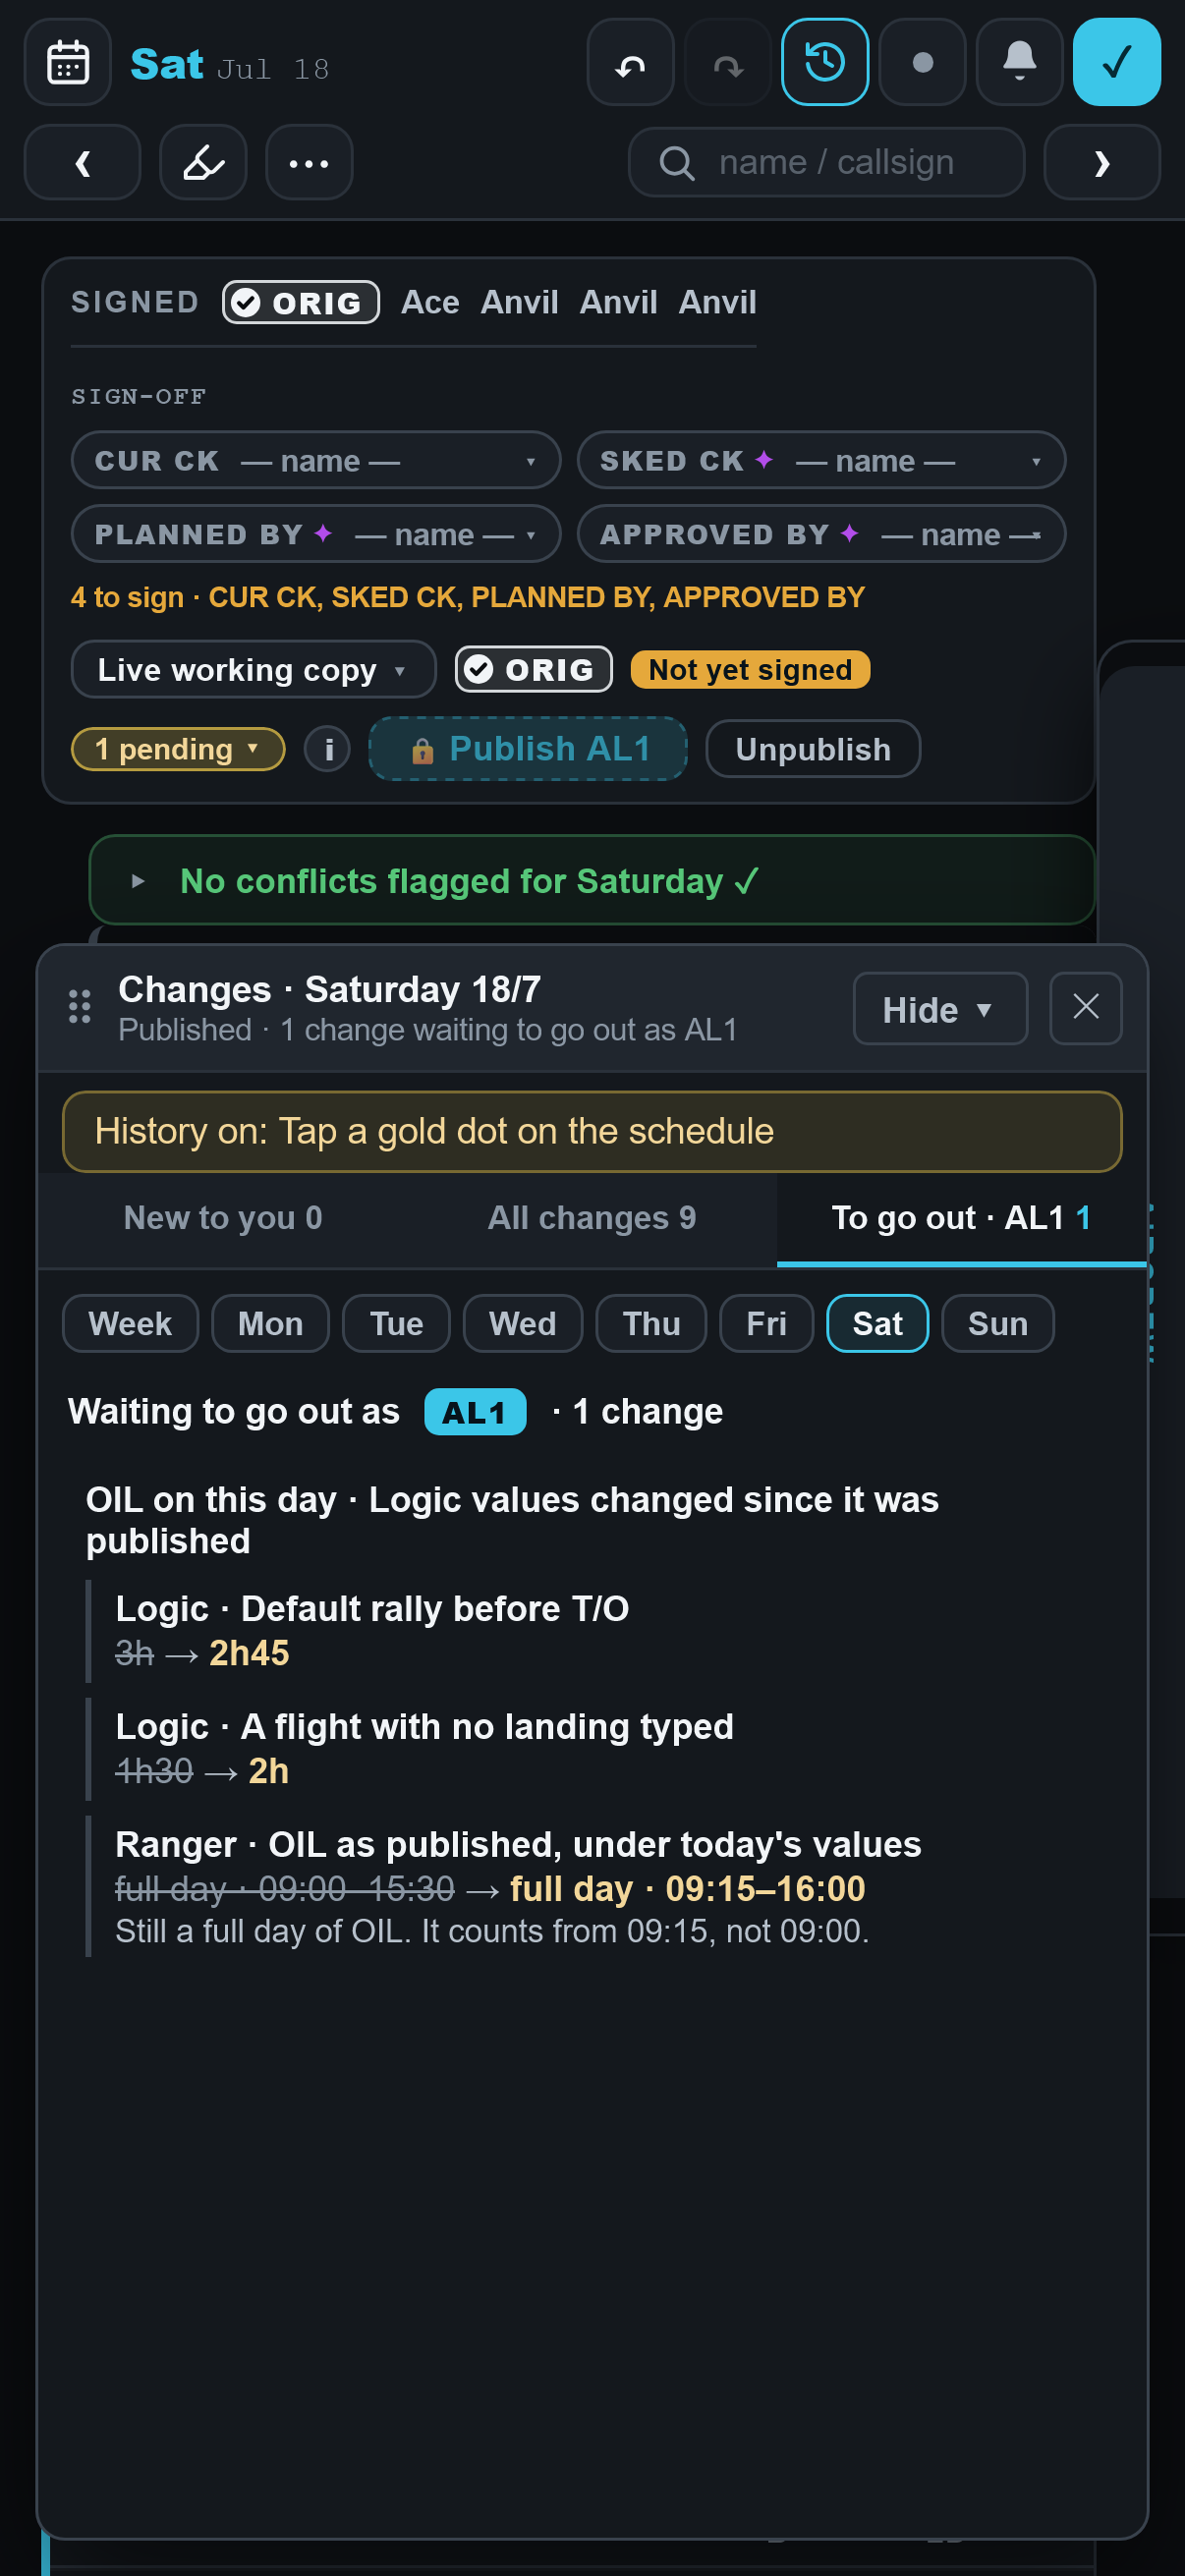 Sat Jul 18
name / callsign
SIGNED ORIG Ace Anvil Anvil Anvil
SIGN-OFF
CUR CK — name —
SKED CK — name —
PLANNED BY — name —
APPROVED BY — name —
4 to sign · CUR CK, SKED CK, PLANNED BY, APPROVED BY
Live working copy ORIG Not yet signed
1 pending i Publish AL1 Unpublish
No conflicts flagged for Saturday ✓
Changes · Saturday 18/7
Published · 1 change waiting to go out as AL1
Hide
History on: Tap a gold dot on the schedule
New to you 0 All changes 9 To go out · AL1 1
Week Mon Tue Wed Thu Fri Sat Sun
Waiting to go out as AL1 · 1 change
OIL on this day · Logic values changed since it was
published
Logic · Default rally before T/O
3h → 2h45
Logic · A flight with no landing typed
1h30 → 2h
Ranger · OIL as published, under today's values
full day · 09:00–15:30 → full day · 09:15–16:00
Still a full day of OIL. It counts from 09:15, not 09:00.